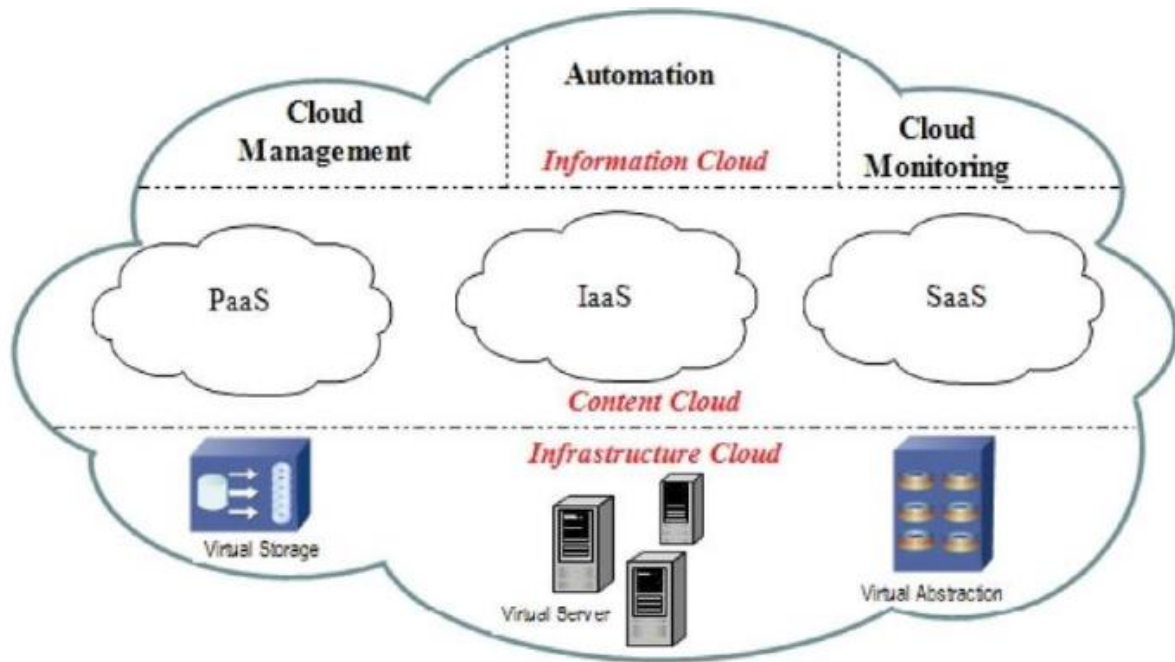 Automation
Cloud
Management
Cloud
Monitoring
Information Cloud
PaaS
IaaS
SaaS
Content Cloud
Infrastructure Cloud
Virtual Storage
Virtual Server
Virtual Abstraction